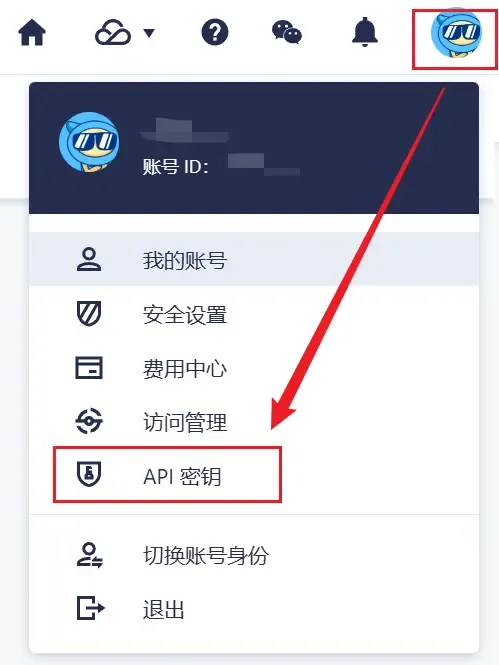 账号 ID：
我的账号
安全设置
费用中心
访问管理
API 密钥
切换账号身份
退出